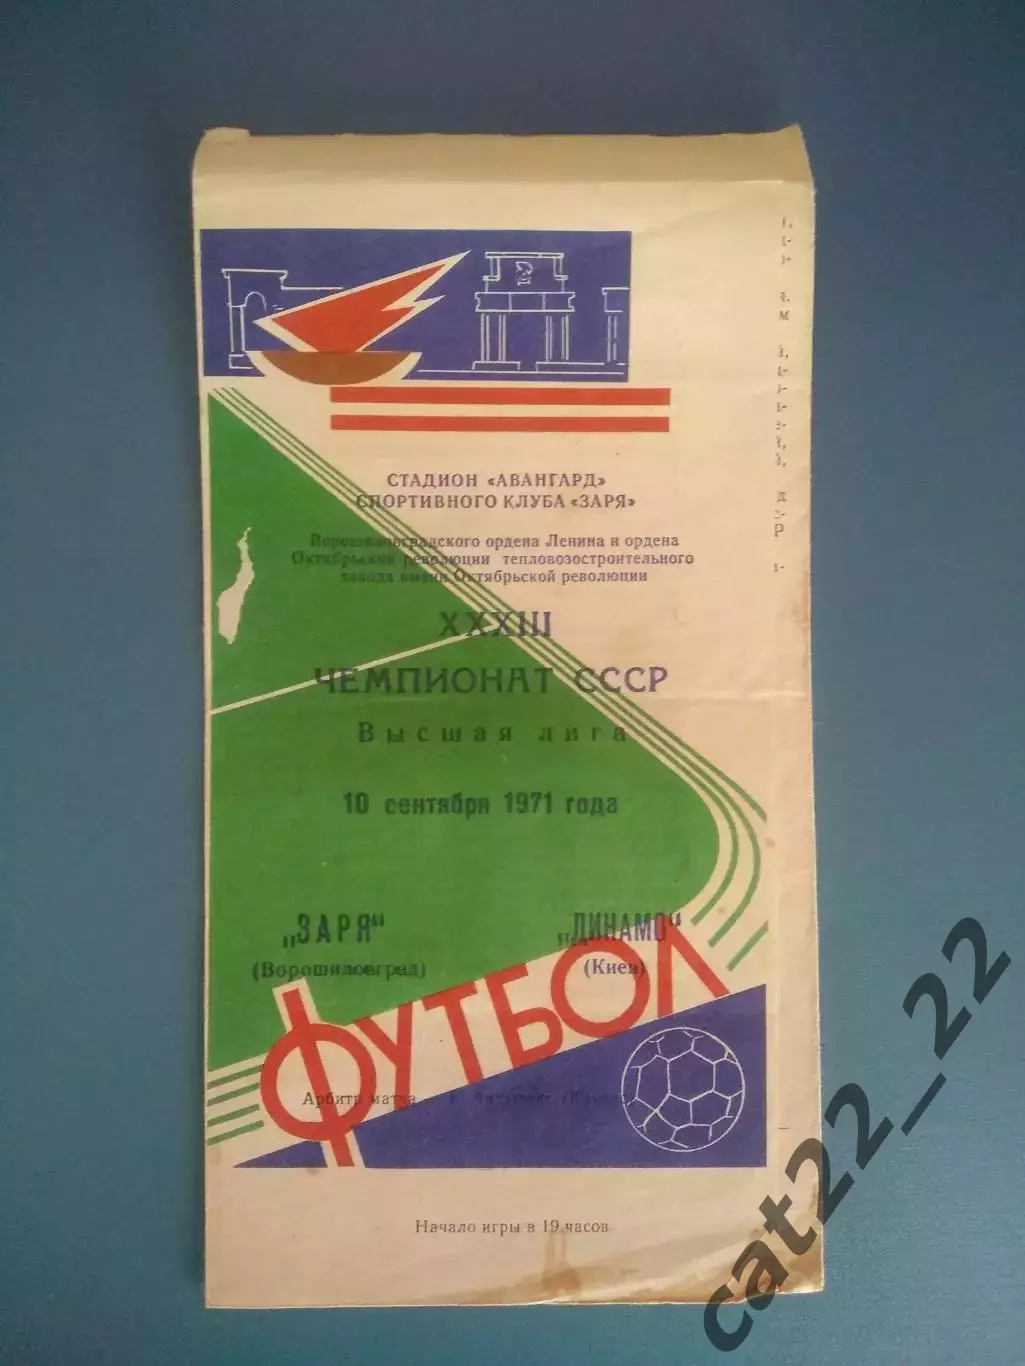 СТАДИОН «АВАНГАРД»
СПОРТИВНОГО КЛУБА «ЗАРЯ»
Ворошиловградского ордена Ленина и ордена
Октябрьской революции тепловозостроительного
завода имени Октябрьской революции
XXXIII
ЧЕМПИОНАТ СССР
Высшая лига
10 сентября 1971 года
„ЗАРЯ" „ДИНАМО"
(Ворошиловград) (Киев)
ФУТБОЛ
Арбитр матча
Начало игры в 19 часов
cat22_22